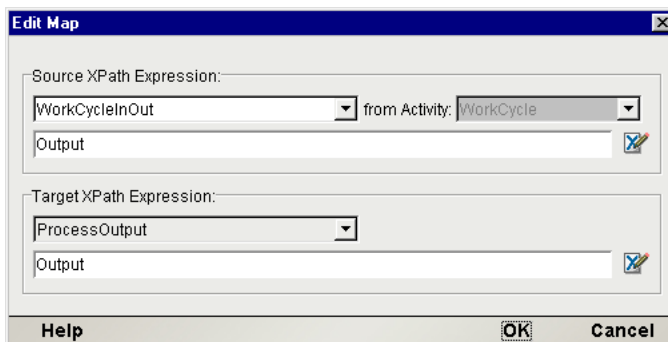 Edit Map
Source XPath Expression:
WorkCycleInOut from Activity: WorkCycle
Output
Target XPath Expression:
ProcessOutput
Output
Help OK Cancel